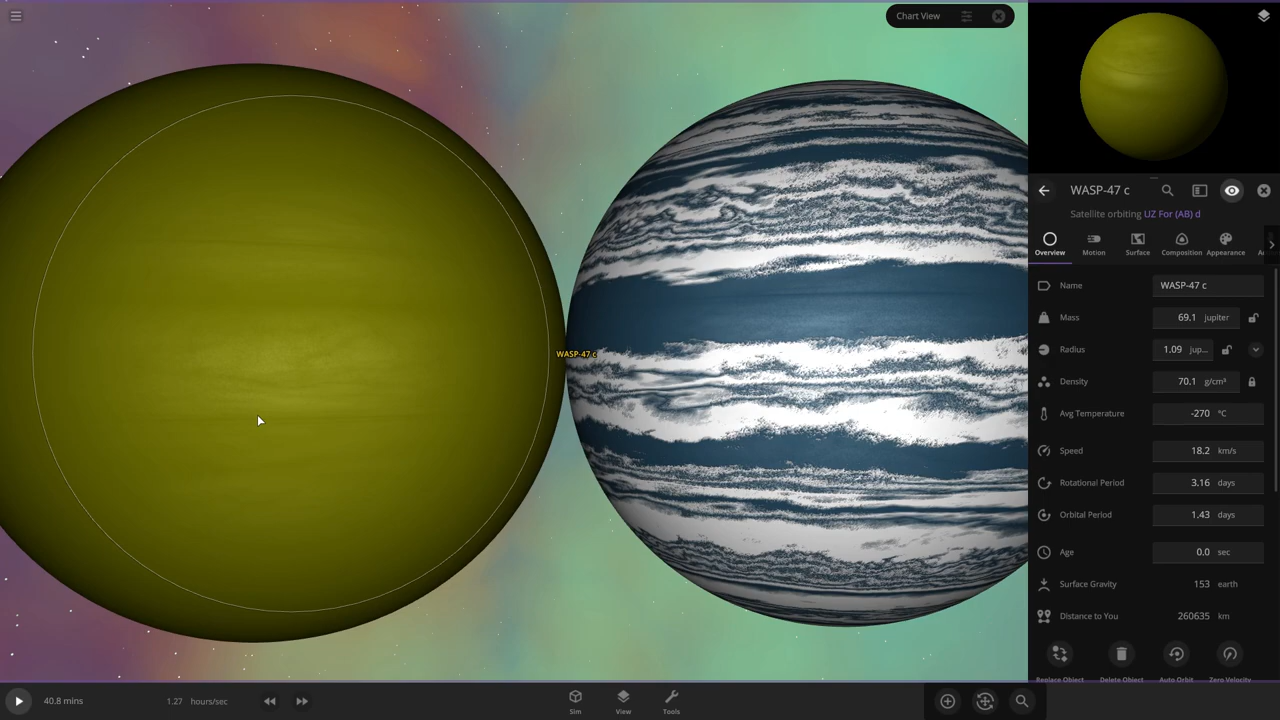 Chart View
WASP-47 c
WASP-47 c
Satellite orbiting UZ For (AB) d
Overview
Motion
Surface
Composition
Appearance
Name WASP-47 c
Mass 69.1 jupiter
Radius 1.09 jup...
Density 70.1 g/cm³
Avg Temperature -270 °C
Speed 18.2 km/s
Rotational Period 3.16 days
Orbital Period 1.43 days
Age 0.0 sec
Surface Gravity 153 earth
Distance to You 260635 km
Replace Object
Delete Object
Auto Orbit
Zero Velocity
40.8 mins
1.27 hours/sec
Sim
View
Tools